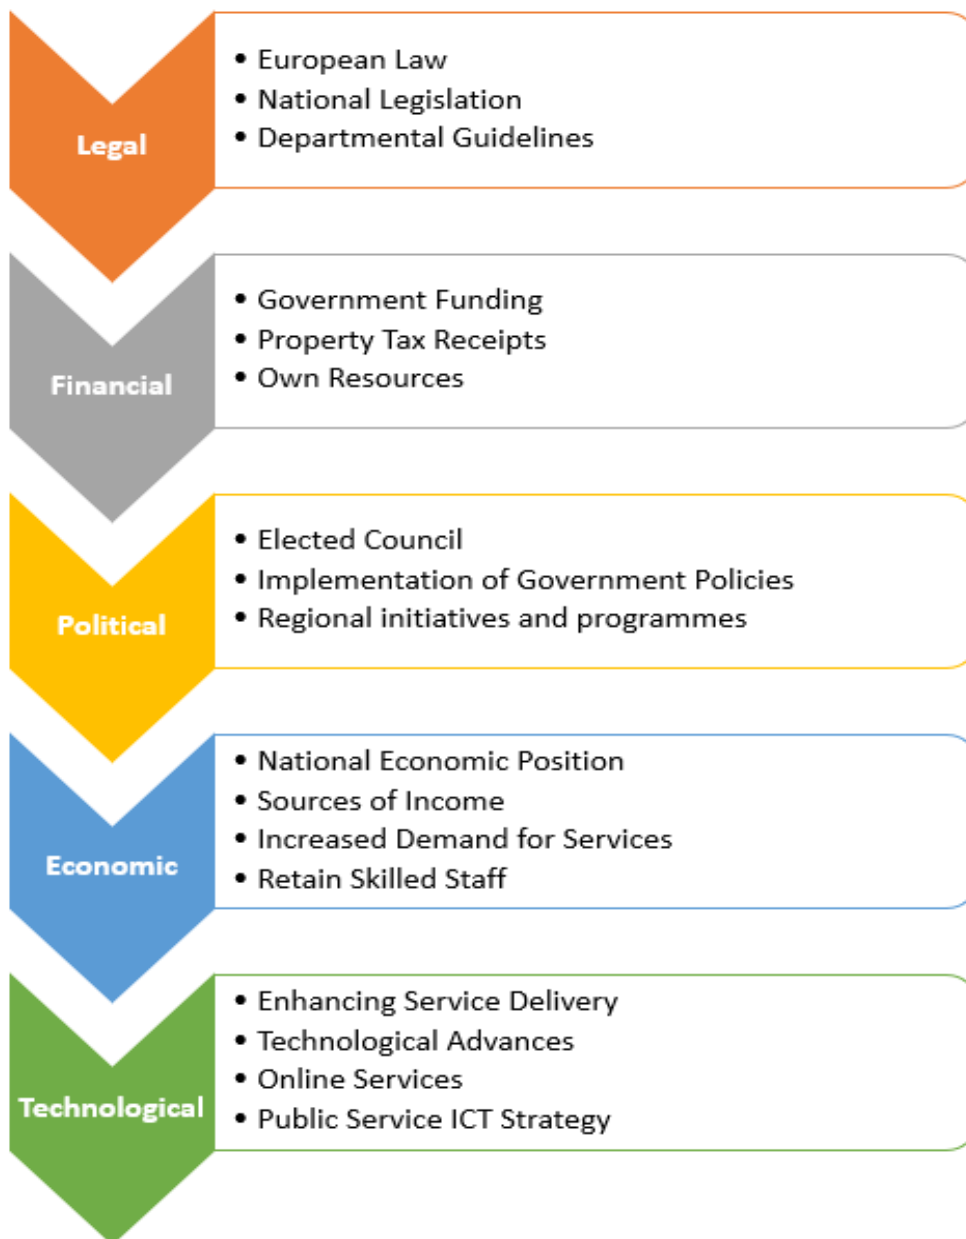 Legal
• European Law
• National Legislation
• Departmental Guidelines
Financial
• Government Funding
• Property Tax Receipts
• Own Resources
Political
• Elected Council
• Implementation of Government Policies
• Regional initiatives and programmes
Economic
• National Economic Position
• Sources of Income
• Increased Demand for Services
• Retain Skilled Staff
Technological
• Enhancing Service Delivery
• Technological Advances
• Online Services
• Public Service ICT Strategy